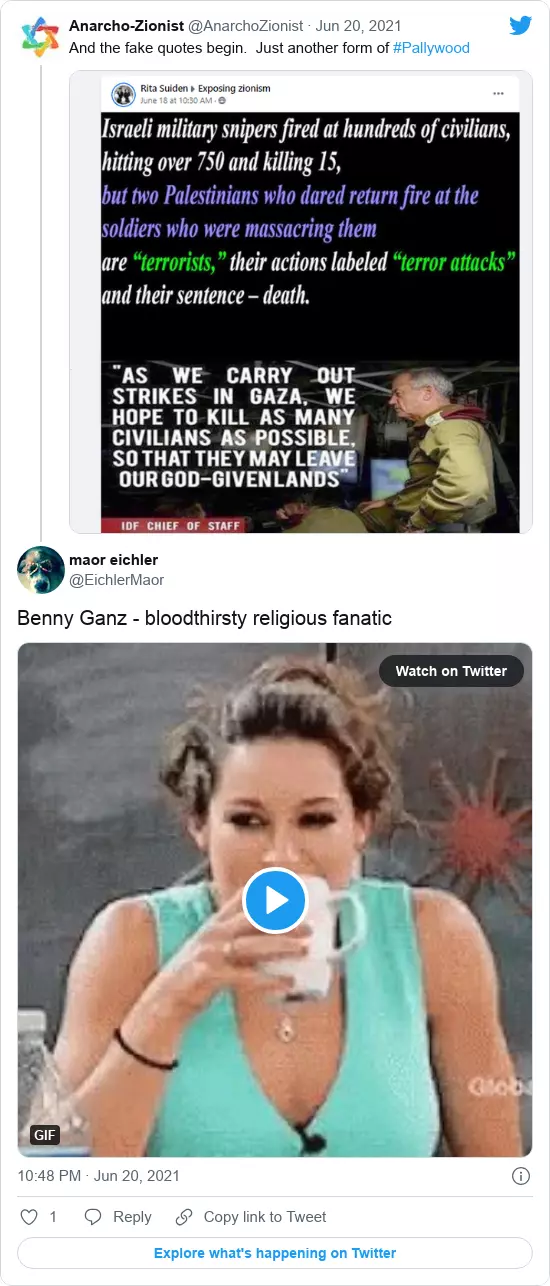 Anarcho-Zionist @AnarchoZionist · Jun 20, 2021
And the fake quotes begin. Just another form of #Pallywood
Rita Suiden ▸ Exposing zionism
June 18 at 10:30 AM ·
Israeli military snipers fired at hundreds of civilians,
hitting over 750 and killing 15,
but two Palestinians who dared return fire at the
soldiers who were massacring them
are “terrorists,” their actions labeled “terror attacks”
and their sentence – death.
"AS WE CARRY OUT
STRIKES IN GAZA, WE
HOPE TO KILL AS MANY
CIVILIANS AS POSSIBLE,
SO THAT THEY MAY LEAVE
OUR GOD-GIVEN LANDS"
IDF CHIEF OF STAFF
maor eichler
@EichlerMaor
Benny Ganz - bloodthirsty religious fanatic
Watch on Twitter
GIF
10:48 PM · Jun 20, 2021
1 Reply Copy link to Tweet
Explore what's happening on Twitter